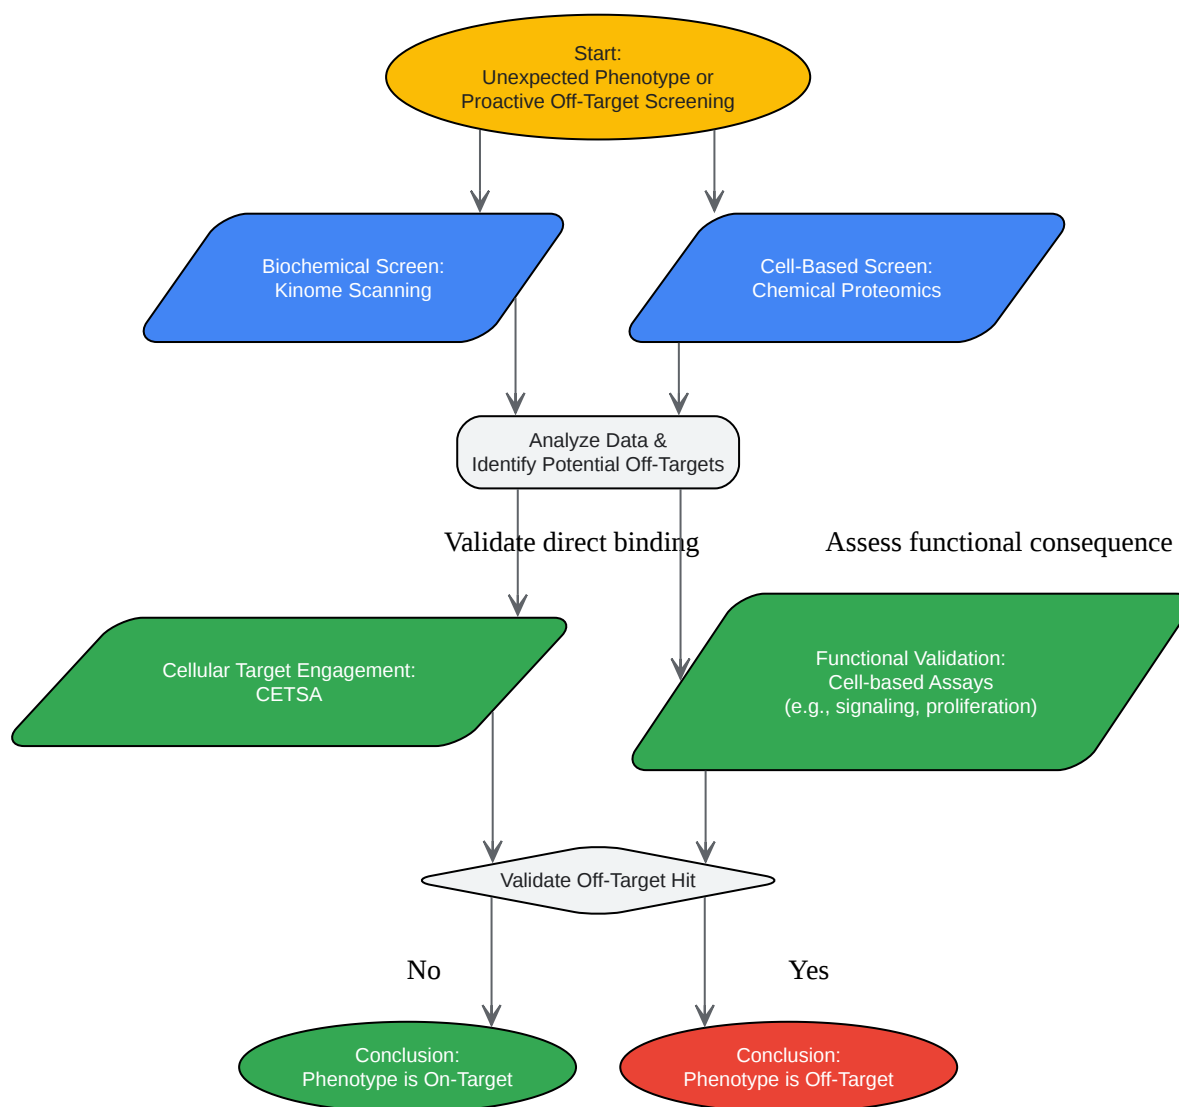 Start:
Unexpected Phenotype or
Proactive Off-Target Screening
Biochemical Screen:
Kinome Scanning
Cell-Based Screen:
Chemical Proteomics
Analyze Data &
Identify Potential Off-Targets
Validate direct binding
Assess functional consequence
Cellular Target Engagement:
CETSA
Functional Validation:
Cell-based Assays
(e.g., signaling, proliferation)
Validate Off-Target Hit
No
Yes
Conclusion:
Phenotype is On-Target
Conclusion:
Phenotype is Off-Target